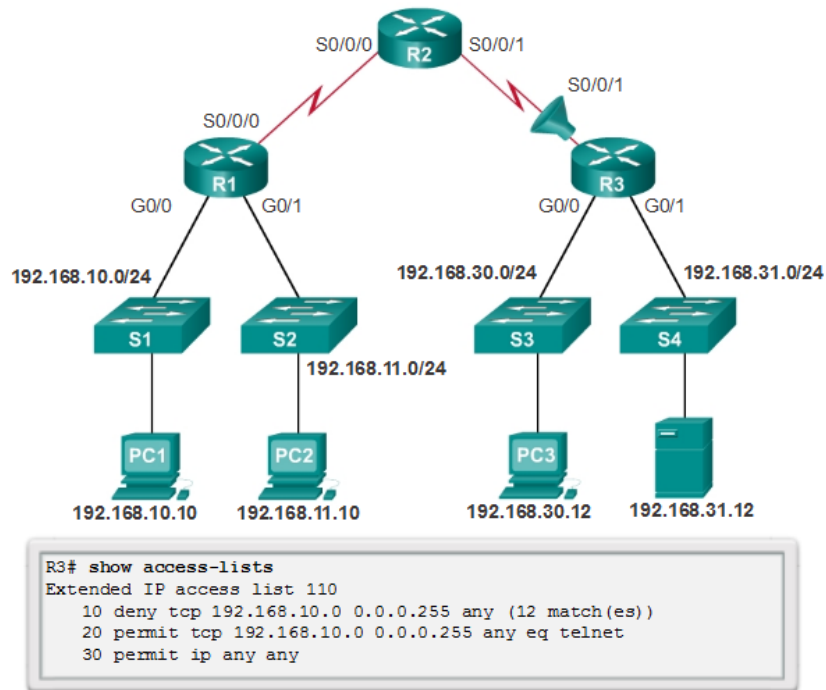 S0/0/0
R2
S0/0/1
S0/0/1
S0/0/0
R1
R3
G0/0
G0/1
G0/0
G0/1
192.168.10.0/24
192.168.30.0/24
192.168.31.0/24
S1
S2
S3
S4
192.168.11.0/24
PC1
PC2
PC3
192.168.10.10
192.168.11.10
192.168.30.12
192.168.31.12
R3# show access-lists
Extended IP access list 110
10 deny tcp 192.168.10.0 0.0.0.255 any (12 match(es))
20 permit tcp 192.168.10.0 0.0.0.255 any eq telnet
30 permit ip any any